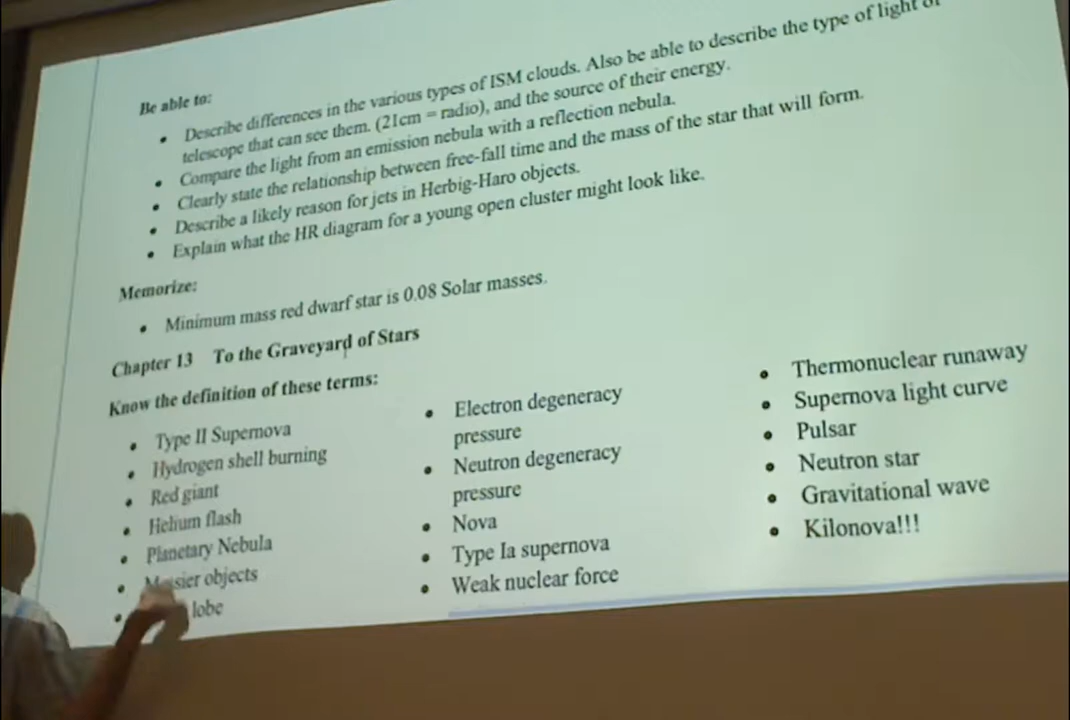 Be able to:
• Describe differences in the various types of ISM clouds. Also be able to describe the type of light or
telescope that can see them. (21cm = radio), and the source of their energy.
• Compare the light from an emission nebula with a reflection nebula.
• Clearly state the relationship between free-fall time and the mass of the star that will form.
• Describe a likely reason for jets in Herbig-Haro objects.
• Explain what the HR diagram for a young open cluster might look like.
Memorize:
• Minimum mass red dwarf star is 0.08 Solar masses.
Chapter 13 To the Graveyard of Stars
Know the definition of these terms:
• Type II Supernova
• Hydrogen shell burning
• Red giant
• Helium flash
• Planetary Nebula
• objects
• lobe
• Electron degeneracy
pressure
• Neutron degeneracy
pressure
• Nova
• Type Ia supernova
• Weak nuclear force
• Thermonuclear runaway
• Supernova light curve
• Pulsar
• Neutron star
• Gravitational wave
• Kilonova!!!